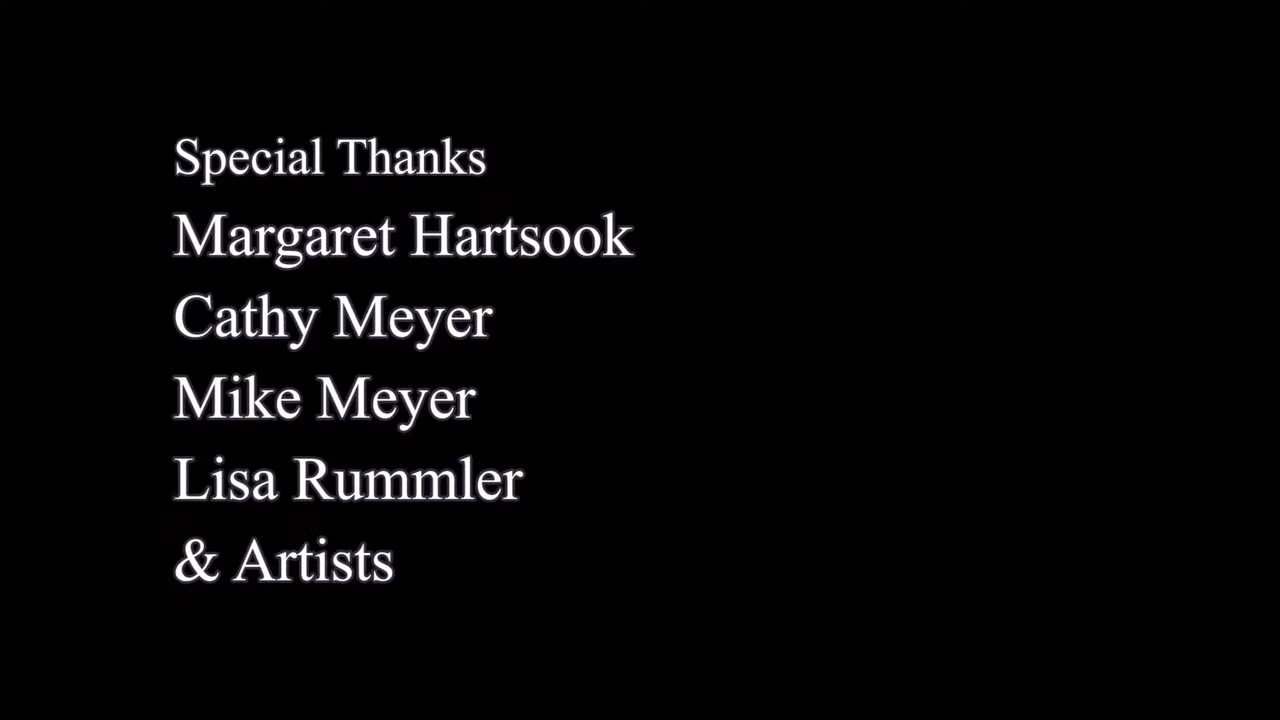 Special Thanks
Margaret Hartsook
Cathy Meyer
Mike Meyer
Lisa Rummler
& Artists